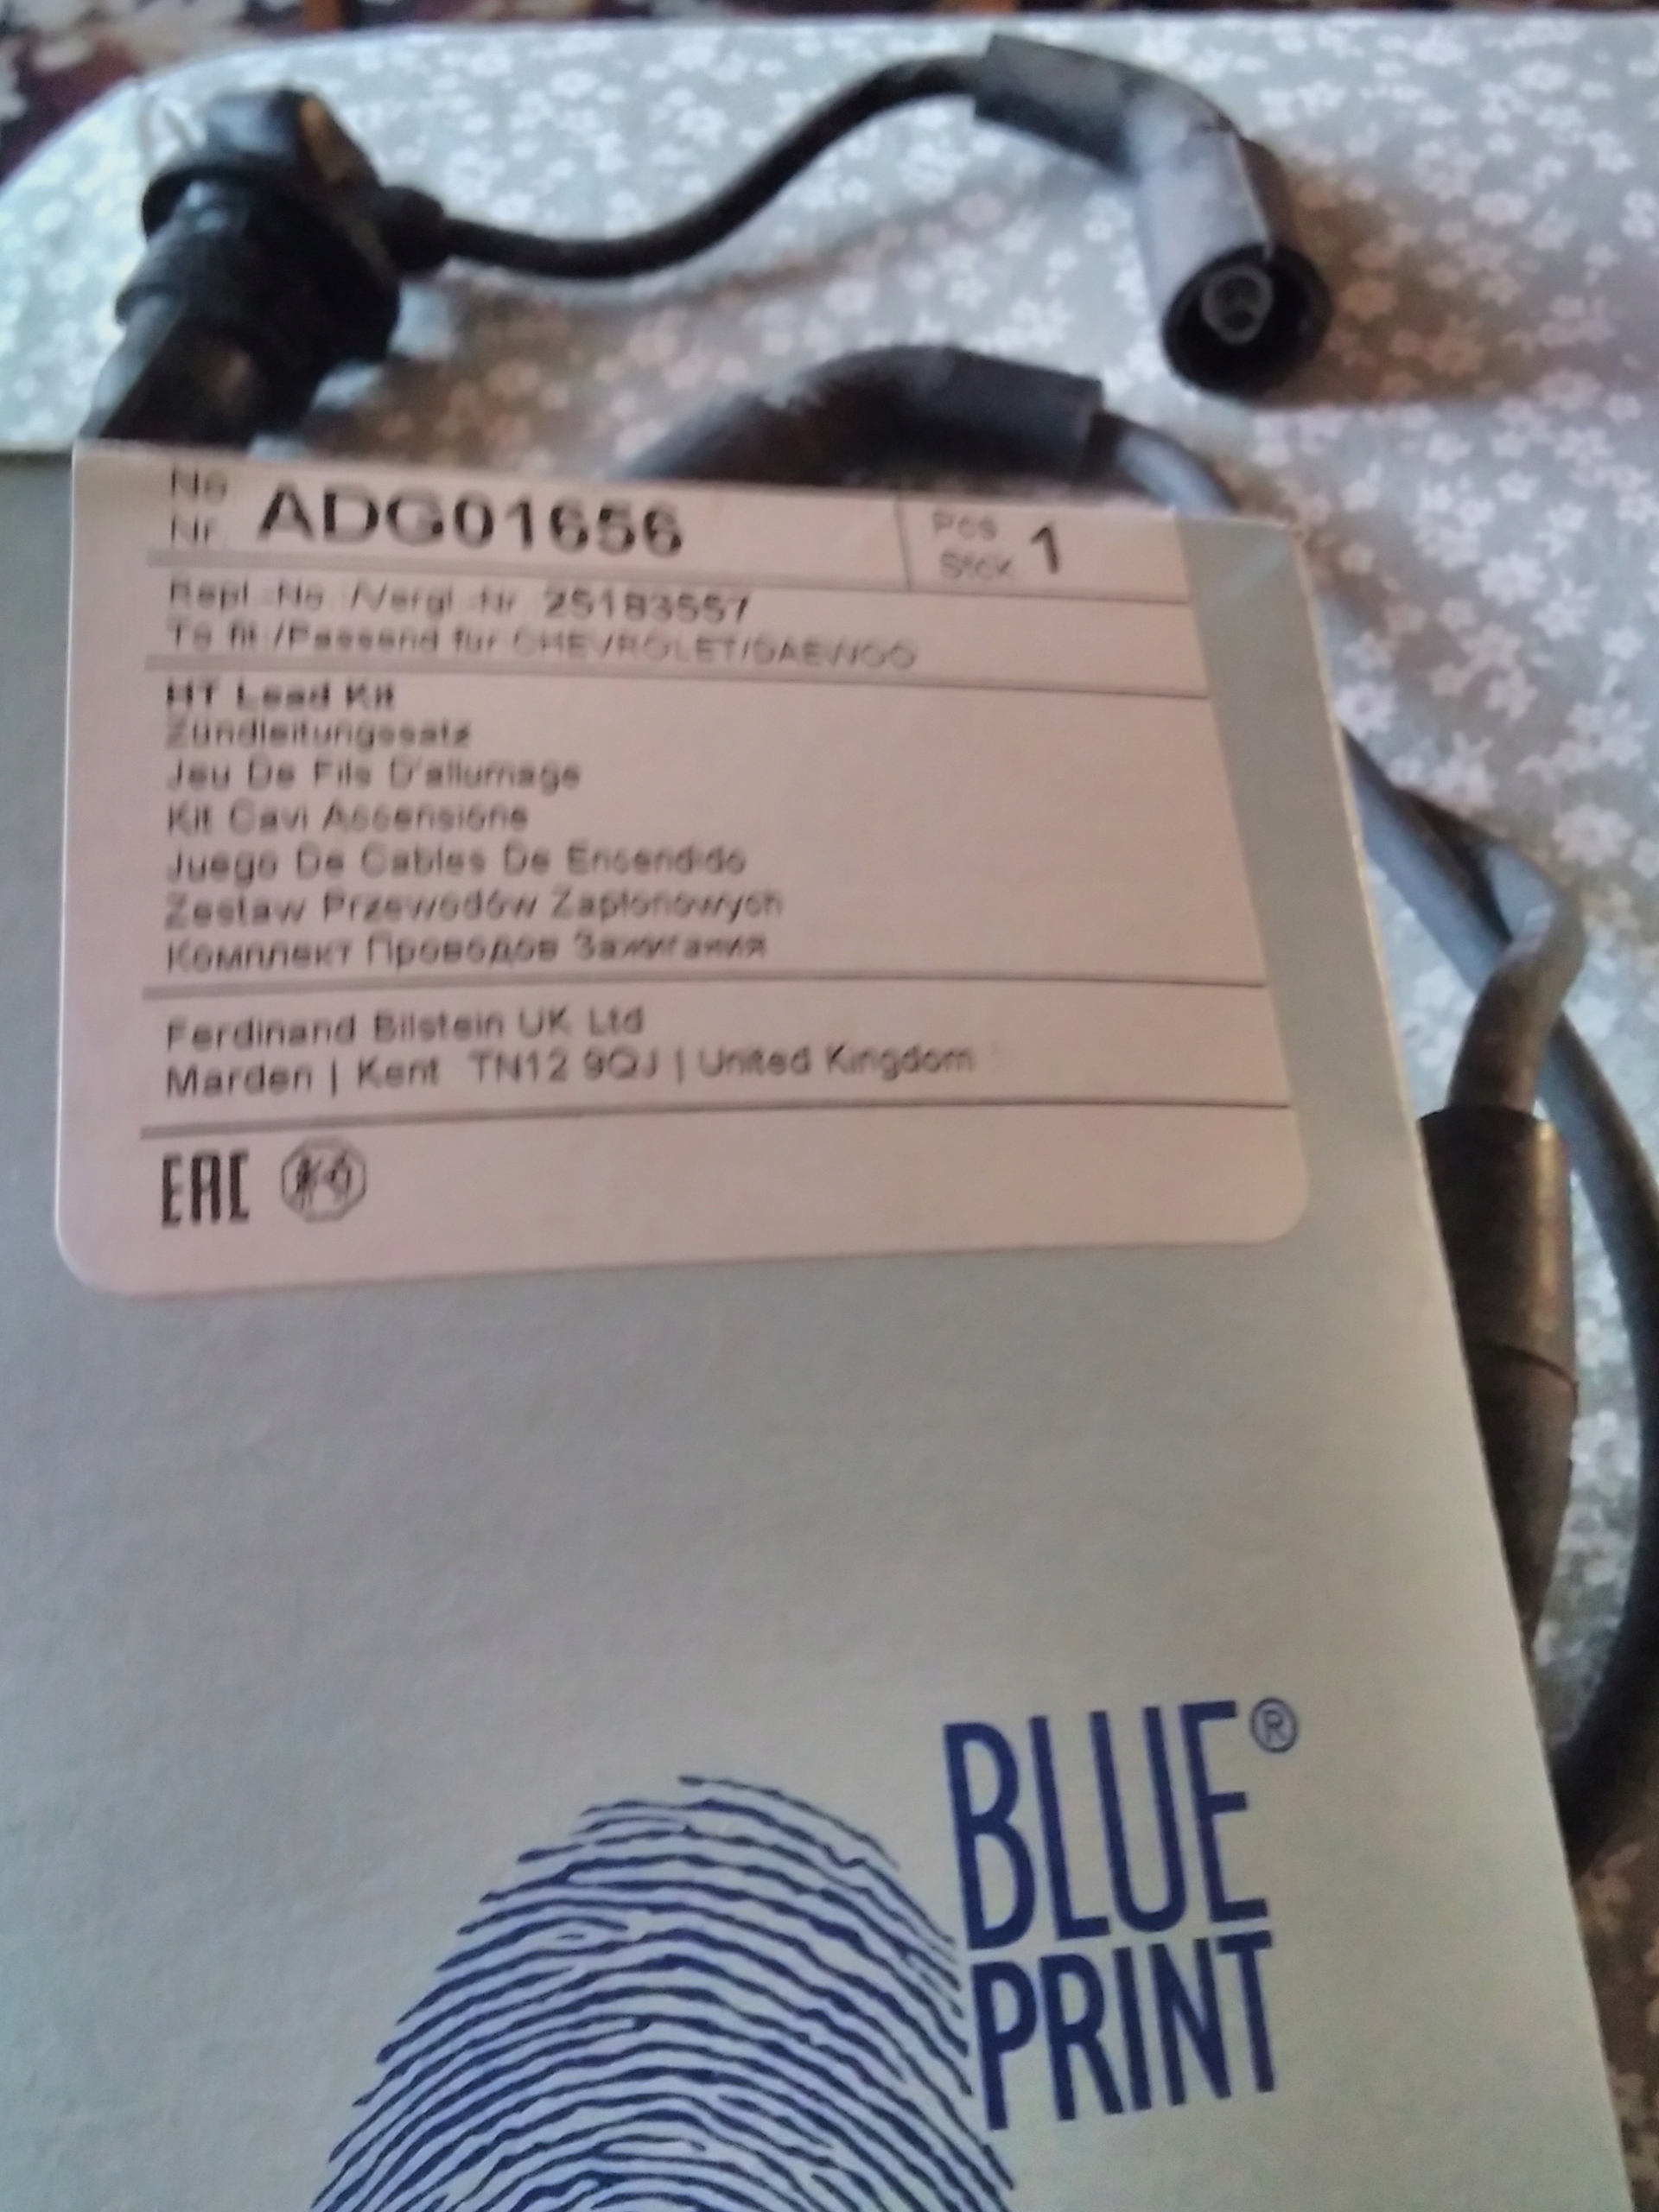 No
Nr. ADG01656 Pcs
Stck 1
Repl.-No./Vergl.-Nr. 25183557
To fit:/Passend für CHEVROLET/DAEWOO
HT Lead Kit
Zündleitungssatz
Jeu De Fils D'allumage
Kit Cavi Accensione
Juego De Cables De Encendido
Zestaw Przewodów Zapłonowych
Комплект Проводов Зажигания
Ferdinand Bilstein UK Ltd
Marden | Kent TN12 9QJ | United Kingdom
EAC
BLUE®
PRINT